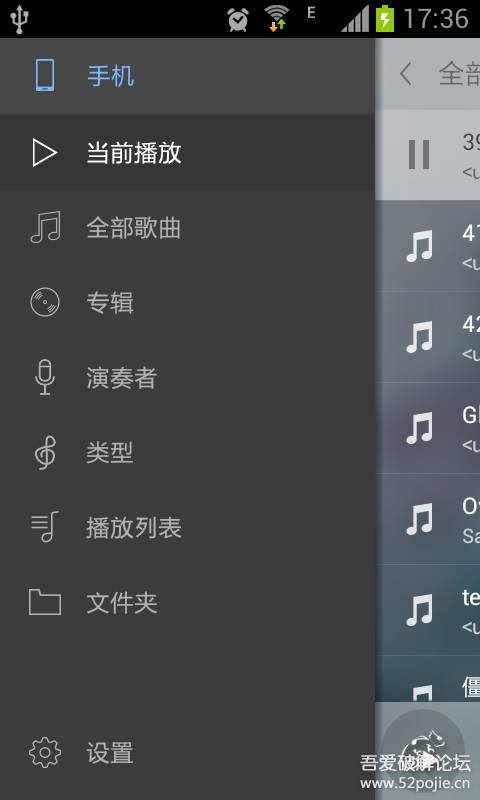 E 17:36
手机
全部
当前播放
39
<u
全部歌曲
41
<u
专辑
42
<u
演奏者
Gl
<u
类型
播放列表
Ov
Sa
文件夹
te
<u
僵
设置
吾爱破解论坛
www.52pojie.cn